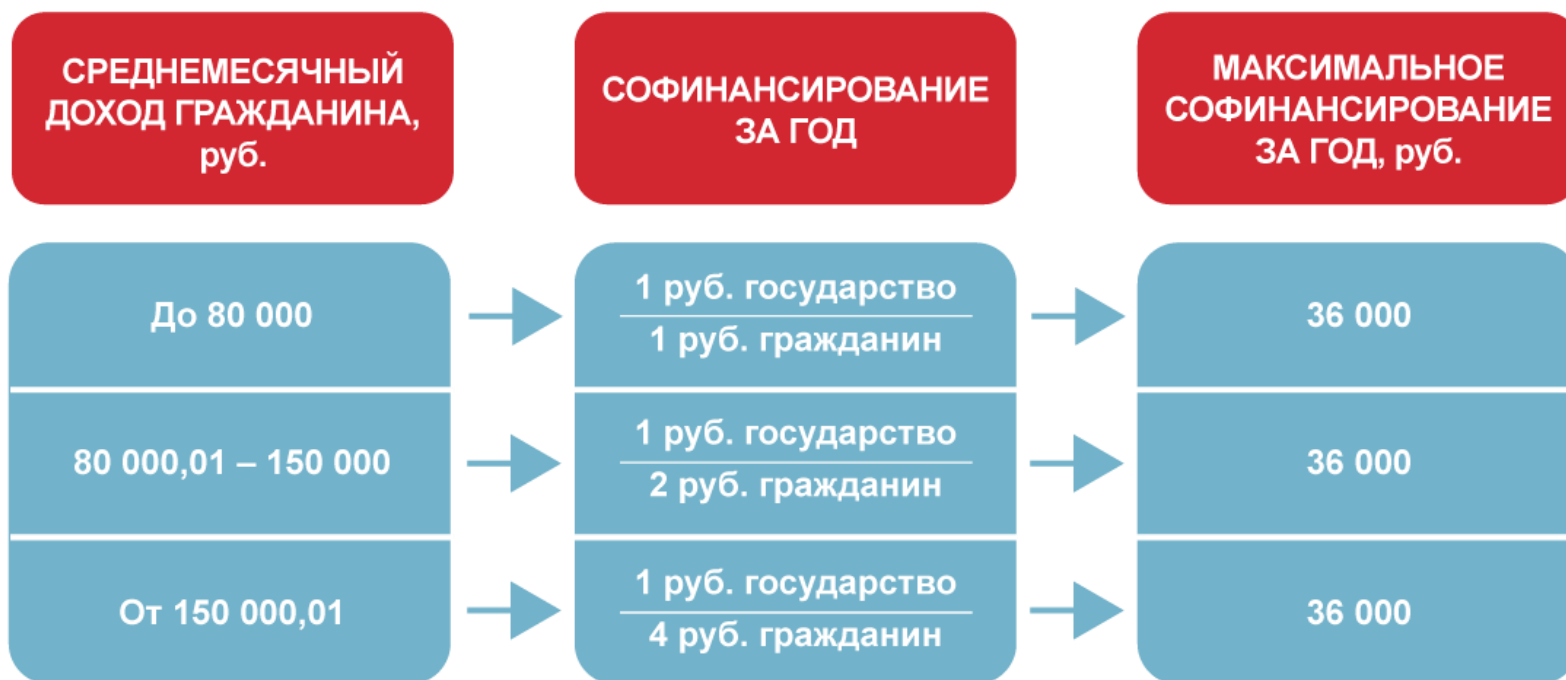 СРЕДНЕМЕСЯЧНЫЙ
ДОХОД ГРАЖДАНИНА,
руб.
СОФИНАНСИРОВАНИЕ
ЗА ГОД
МАКСИМАЛЬНОЕ
СОФИНАНСИРОВАНИЕ
ЗА ГОД, руб.
До 80 000
1 руб. государство
1 руб. гражданин
36 000
80 000,01 – 150 000
1 руб. государство
2 руб. гражданин
36 000
От 150 000,01
1 руб. государство
4 руб. гражданин
36 000